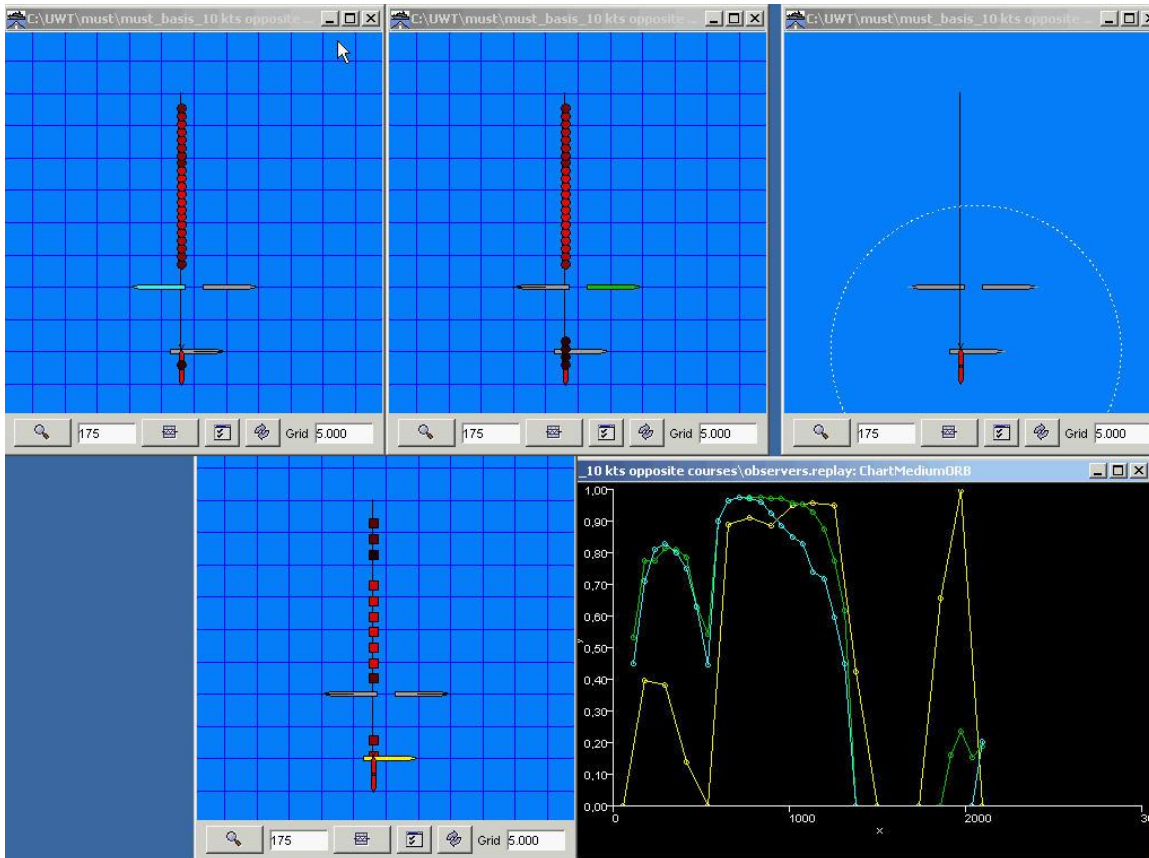 C:\UWT\must\must_basis_10 kts opposite ...
C:\UWT\must\must_basis_10 kts opposite ...
C:\UWT\must\must_basis_10 kts opposite ...
175 Grid 5.000
175 Grid 5.000
175 Grid 5.000
_10 kts opposite courses\observers.replay: ChartMediumORB
1,00
0,90
0,80
0,70
0,60
0,50
0,40
0,30
0,20
0,10
0,00
y
0 1000 2000 30
x
175 Grid 5.000